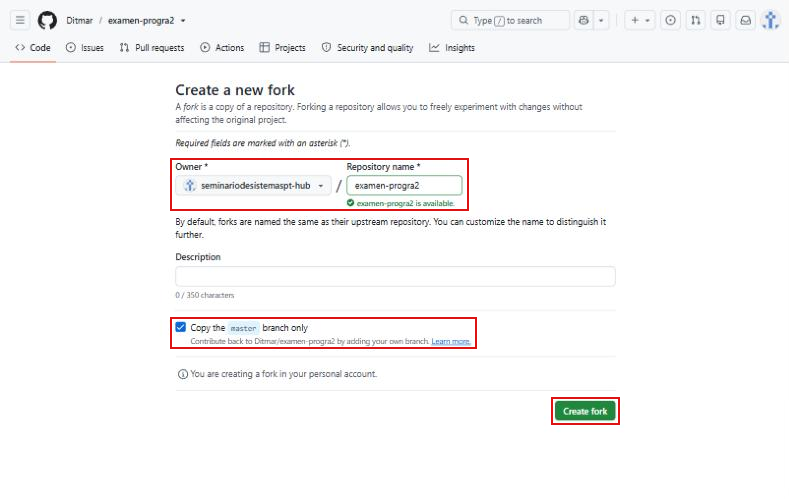 Ditmar / examen-progra2
Type / to search
Code Issues Pull requests Actions Projects Security and quality Insights
Create a new fork
A fork is a copy of a repository. Forking a repository allows you to freely experiment with changes without
affecting the original project.
Required fields are marked with an asterisk (*).
Owner * Repository name *
seminariodesistemaspt-hub / examen-progra2
examen-progra2 is available.
By default, forks are named the same as their upstream repository. You can customize the name to distinguish it
further.
Description
0 / 350 characters
Copy the master branch only
Contribute back to Ditmar/examen-progra2 by adding your own branch. Learn more.
You are creating a fork in your personal account.
Create fork